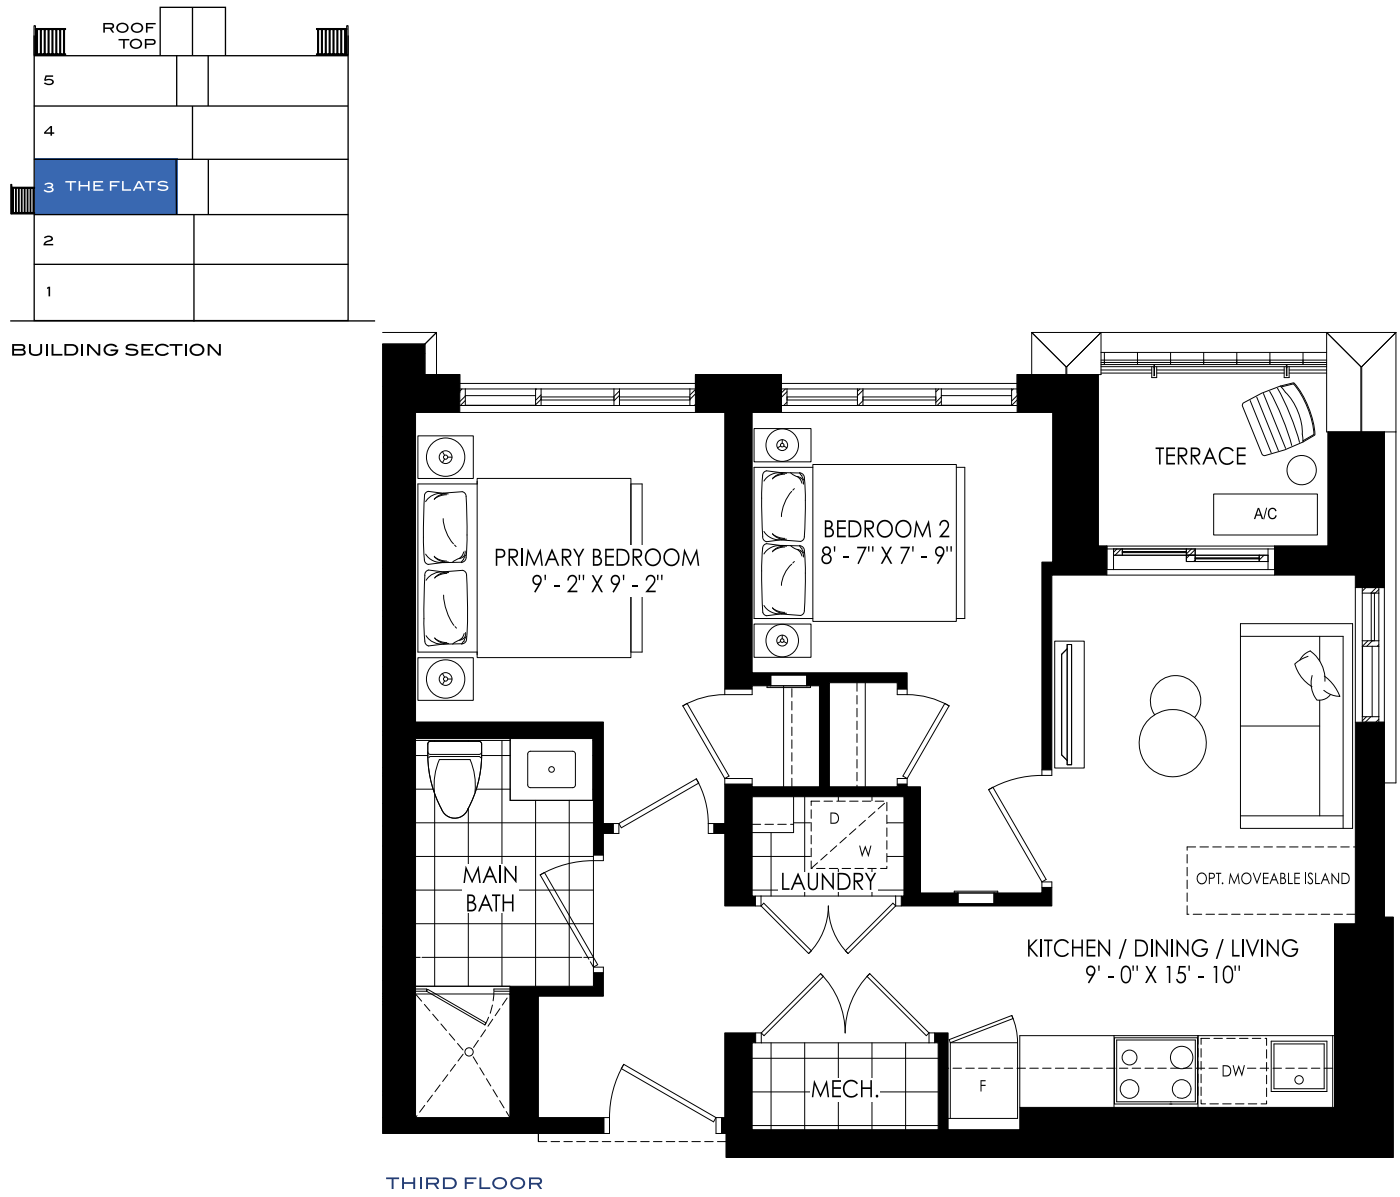 ROOF
TOP
5
4
3 THE FLATS
2
1
BUILDING SECTION
TERRACE
A/C
PRIMARY BEDROOM
9' - 2" X 9' - 2"
BEDROOM 2
8' - 7" X 7' - 9"
D
W
LAUNDRY
MAIN
BATH
OPT. MOVEABLE ISLAND
KITCHEN / DINING / LIVING
9' - 0" X 15' - 10"
MECH.
F
DW
THIRD FLOOR